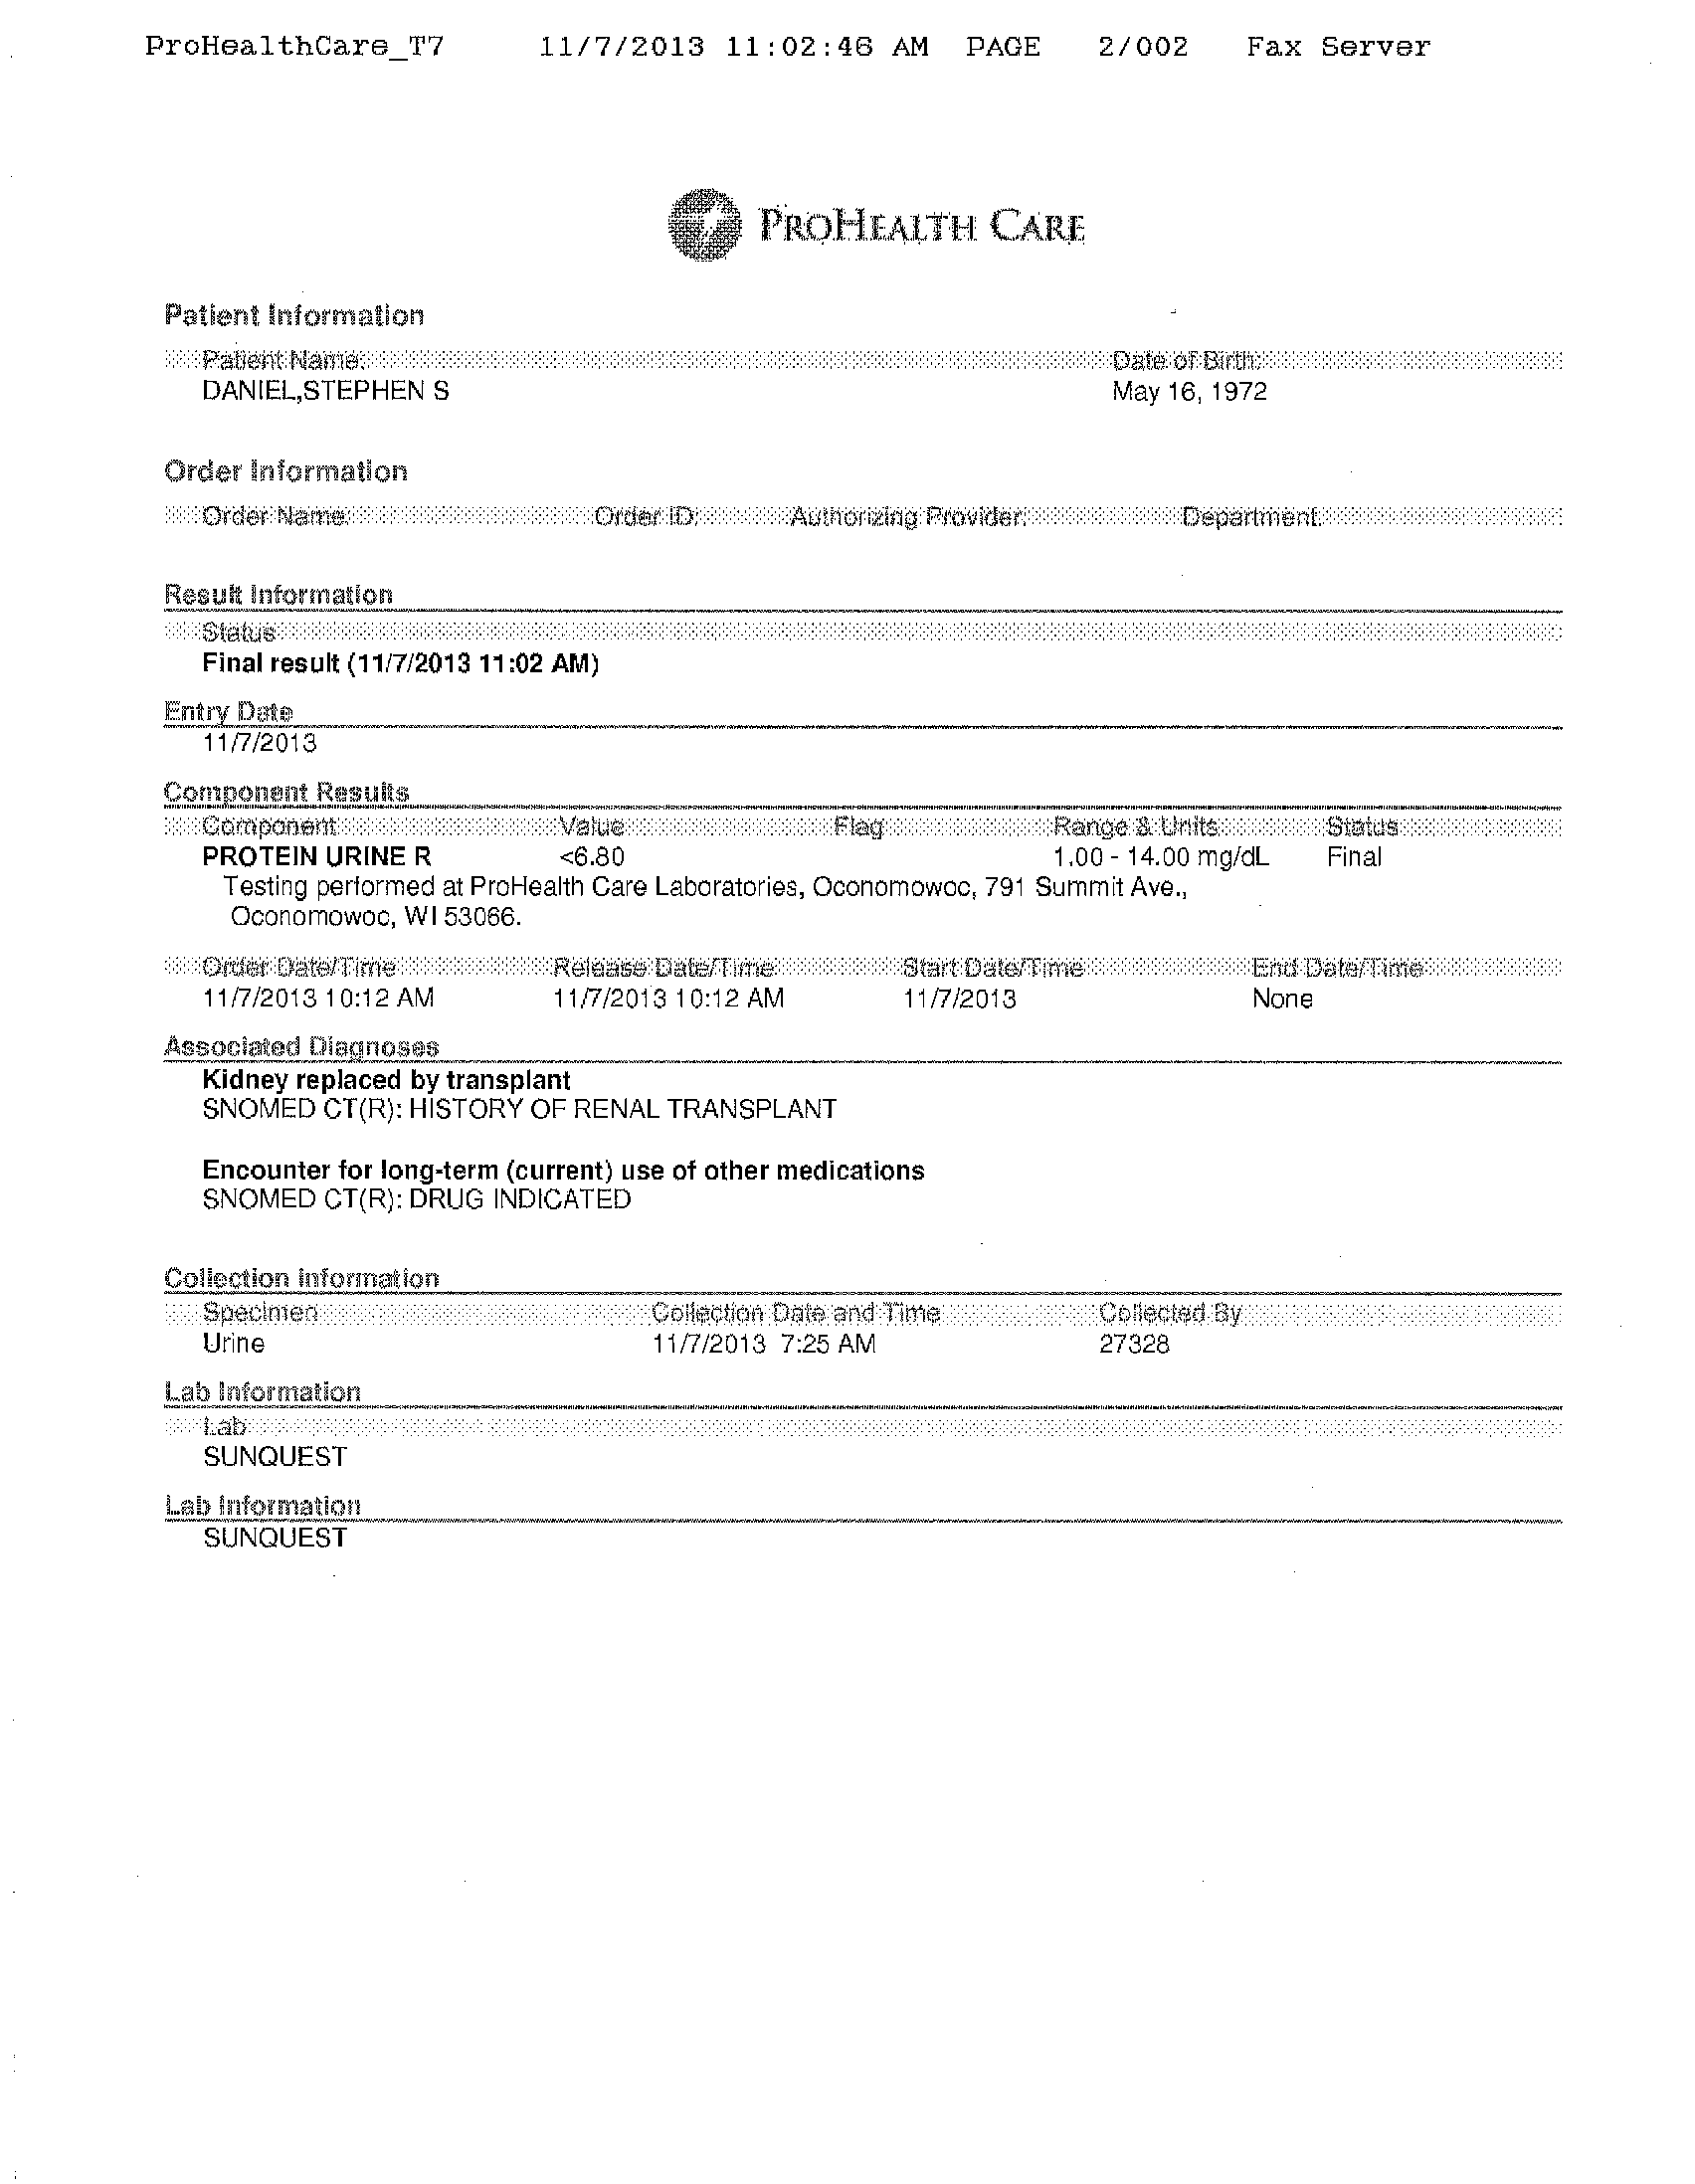 ProHealthCare_T7 11/7/2013 11:02:46 AM PAGE 2/002 Fax Server
PROHEALTH CARE
Patient Information
Patient Name: Date of Birth:
DANIEL,STEPHEN S May 16, 1972
Order Information
Order Name: Order ID: Authorizing Provider: Department:
Result Information
Status
Final result (11/7/2013 11:02 AM)
Entry Date
11/7/2013
Component Results
Component Value Flag Range & Units Status
PROTEIN URINE R <6.80 1.00 - 14.00 mg/dL Final
Testing performed at ProHealth Care Laboratories, Oconomowoc, 791 Summit Ave.,
Oconomowoc, WI 53066.
Order Date/Time Release Date/Time Start Date/Time End Date/Time
11/7/2013 10:12 AM 11/7/2013 10:12 AM 11/7/2013 None
Associated Diagnoses
Kidney replaced by transplant
SNOMED CT(R): HISTORY OF RENAL TRANSPLANT
Encounter for long-term (current) use of other medications
SNOMED CT(R): DRUG INDICATED
Collection Information
Specimen Collection Date and Time Collected By
Urine 11/7/2013 7:25 AM 27328
Lab Information
Lab
SUNQUEST
Lab Information
SUNQUEST